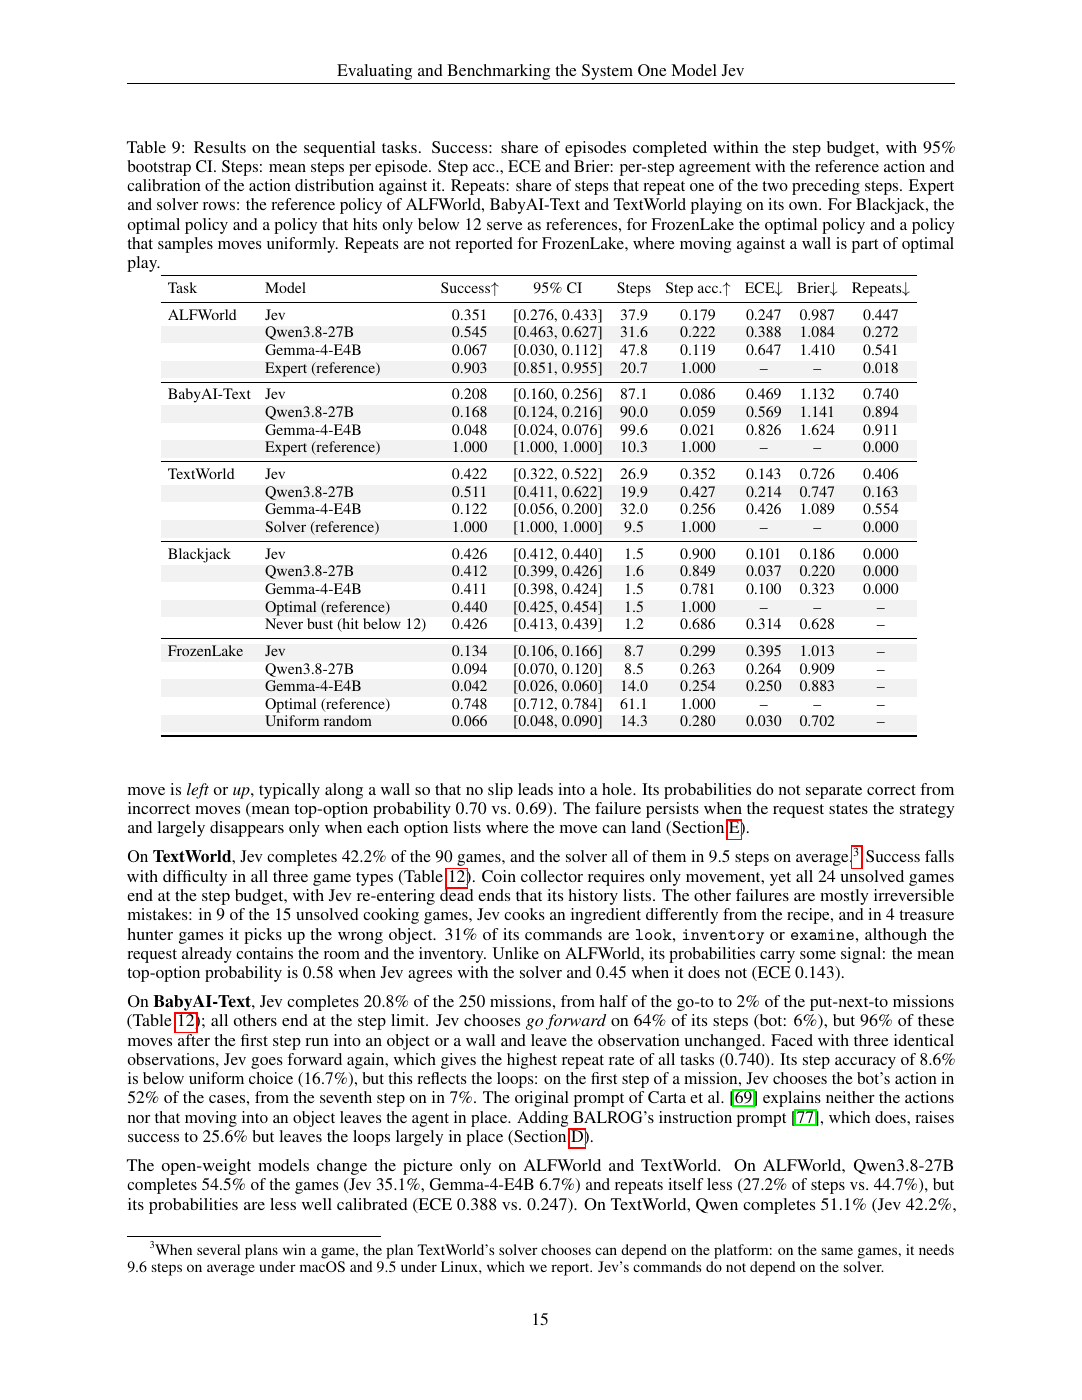 Evaluating and Benchmarking the System One Model Jev
Table 9: Results on the sequential tasks. Success: share of episodes completed within the step budget, with 95%
bootstrap CI. Steps: mean steps per episode. Step acc., ECE and Brier: per-step agreement with the reference action and
calibration of the action distribution against it. Repeats: share of steps that repeat one of the two preceding steps. Expert
and solver rows: the reference policy of ALFWorld, BabyAI-Text and TextWorld playing on its own. For Blackjack, the
optimal policy and a policy that hits only below 12 serve as references, for FrozenLake the optimal policy and a policy
that samples moves uniformly. Repeats are not reported for FrozenLake, where moving against a wall is part of optimal
play.
Task Model Success↑ 95% CI Steps Step acc.↑ ECE↓ Brier↓ Repeats↓
ALFWorld Jev 0.351 [0.276, 0.433] 37.9 0.179 0.247 0.987 0.447
Qwen3.8-27B 0.545 [0.463, 0.627] 31.6 0.222 0.388 1.084 0.272
Gemma-4-E4B 0.067 [0.030, 0.112] 47.8 0.119 0.647 1.410 0.541
Expert (reference) 0.903 [0.851, 0.955] 20.7 1.000 – – 0.018
BabyAI-Text Jev 0.208 [0.160, 0.256] 87.1 0.086 0.469 1.132 0.740
Qwen3.8-27B 0.168 [0.124, 0.216] 90.0 0.059 0.569 1.141 0.894
Gemma-4-E4B 0.048 [0.024, 0.076] 99.6 0.021 0.826 1.624 0.911
Expert (reference) 1.000 [1.000, 1.000] 10.3 1.000 – – 0.000
TextWorld Jev 0.422 [0.322, 0.522] 26.9 0.352 0.143 0.726 0.406
Qwen3.8-27B 0.511 [0.411, 0.622] 19.9 0.427 0.214 0.747 0.163
Gemma-4-E4B 0.122 [0.056, 0.200] 32.0 0.256 0.426 1.089 0.554
Solver (reference) 1.000 [1.000, 1.000] 9.5 1.000 – – 0.000
Blackjack Jev 0.426 [0.412, 0.440] 1.5 0.900 0.101 0.186 0.000
Qwen3.8-27B 0.412 [0.399, 0.426] 1.6 0.849 0.037 0.220 0.000
Gemma-4-E4B 0.411 [0.398, 0.424] 1.5 0.781 0.100 0.323 0.000
Optimal (reference) 0.440 [0.425, 0.454] 1.5 1.000 – – –
Never bust (hit below 12) 0.426 [0.413, 0.439] 1.2 0.686 0.314 0.628 –
FrozenLake Jev 0.134 [0.106, 0.166] 8.7 0.299 0.395 1.013 –
Qwen3.8-27B 0.094 [0.070, 0.120] 8.5 0.263 0.264 0.909 –
Gemma-4-E4B 0.042 [0.026, 0.060] 14.0 0.254 0.250 0.883 –
Optimal (reference) 0.748 [0.712, 0.784] 61.1 1.000 – – –
Uniform random 0.066 [0.048, 0.090] 14.3 0.280 0.030 0.702 –
move is left or up, typically along a wall so that no slip leads into a hole. Its probabilities do not separate correct from
incorrect moves (mean top-option probability 0.70 vs. 0.69). The failure persists when the request states the strategy
and largely disappears only when each option lists where the move can land (Section E).
On TextWorld, Jev completes 42.2% of the 90 games, and the solver all of them in 9.5 steps on average.3 Success falls
with difficulty in all three game types (Table 12). Coin collector requires only movement, yet all 24 unsolved games
end at the step budget, with Jev re-entering dead ends that its history lists. The other failures are mostly irreversible
mistakes: in 9 of the 15 unsolved cooking games, Jev cooks an ingredient differently from the recipe, and in 4 treasure
hunter games it picks up the wrong object. 31% of its commands are look, inventory or examine, although the
request already contains the room and the inventory. Unlike on ALFWorld, its probabilities carry some signal: the mean
top-option probability is 0.58 when Jev agrees with the solver and 0.45 when it does not (ECE 0.143).
On BabyAI-Text, Jev completes 20.8% of the 250 missions, from half of the go-to to 2% of the put-next-to missions
(Table 12); all others end at the step limit. Jev chooses go forward on 64% of its steps (bot: 6%), but 96% of these
moves after the first step run into an object or a wall and leave the observation unchanged. Faced with three identical
observations, Jev goes forward again, which gives the highest repeat rate of all tasks (0.740). Its step accuracy of 8.6%
is below uniform choice (16.7%), but this reflects the loops: on the first step of a mission, Jev chooses the bot's action in
52% of the cases, from the seventh step on in 7%. The original prompt of Carta et al. [69] explains neither the actions
nor that moving into an object leaves the agent in place. Adding BALROG's instruction prompt [77], which does, raises
success to 25.6% but leaves the loops largely in place (Section D).
The open-weight models change the picture only on ALFWorld and TextWorld. On ALFWorld, Qwen3.8-27B
completes 54.5% of the games (Jev 35.1%, Gemma-4-E4B 6.7%) and repeats itself less (27.2% of steps vs. 44.7%), but
its probabilities are less well calibrated (ECE 0.388 vs. 0.247). On TextWorld, Qwen completes 51.1% (Jev 42.2%,
3When several plans win a game, the plan TextWorld's solver chooses can depend on the platform: on the same games, it needs
9.6 steps on average under macOS and 9.5 under Linux, which we report. Jev's commands do not depend on the solver.
15